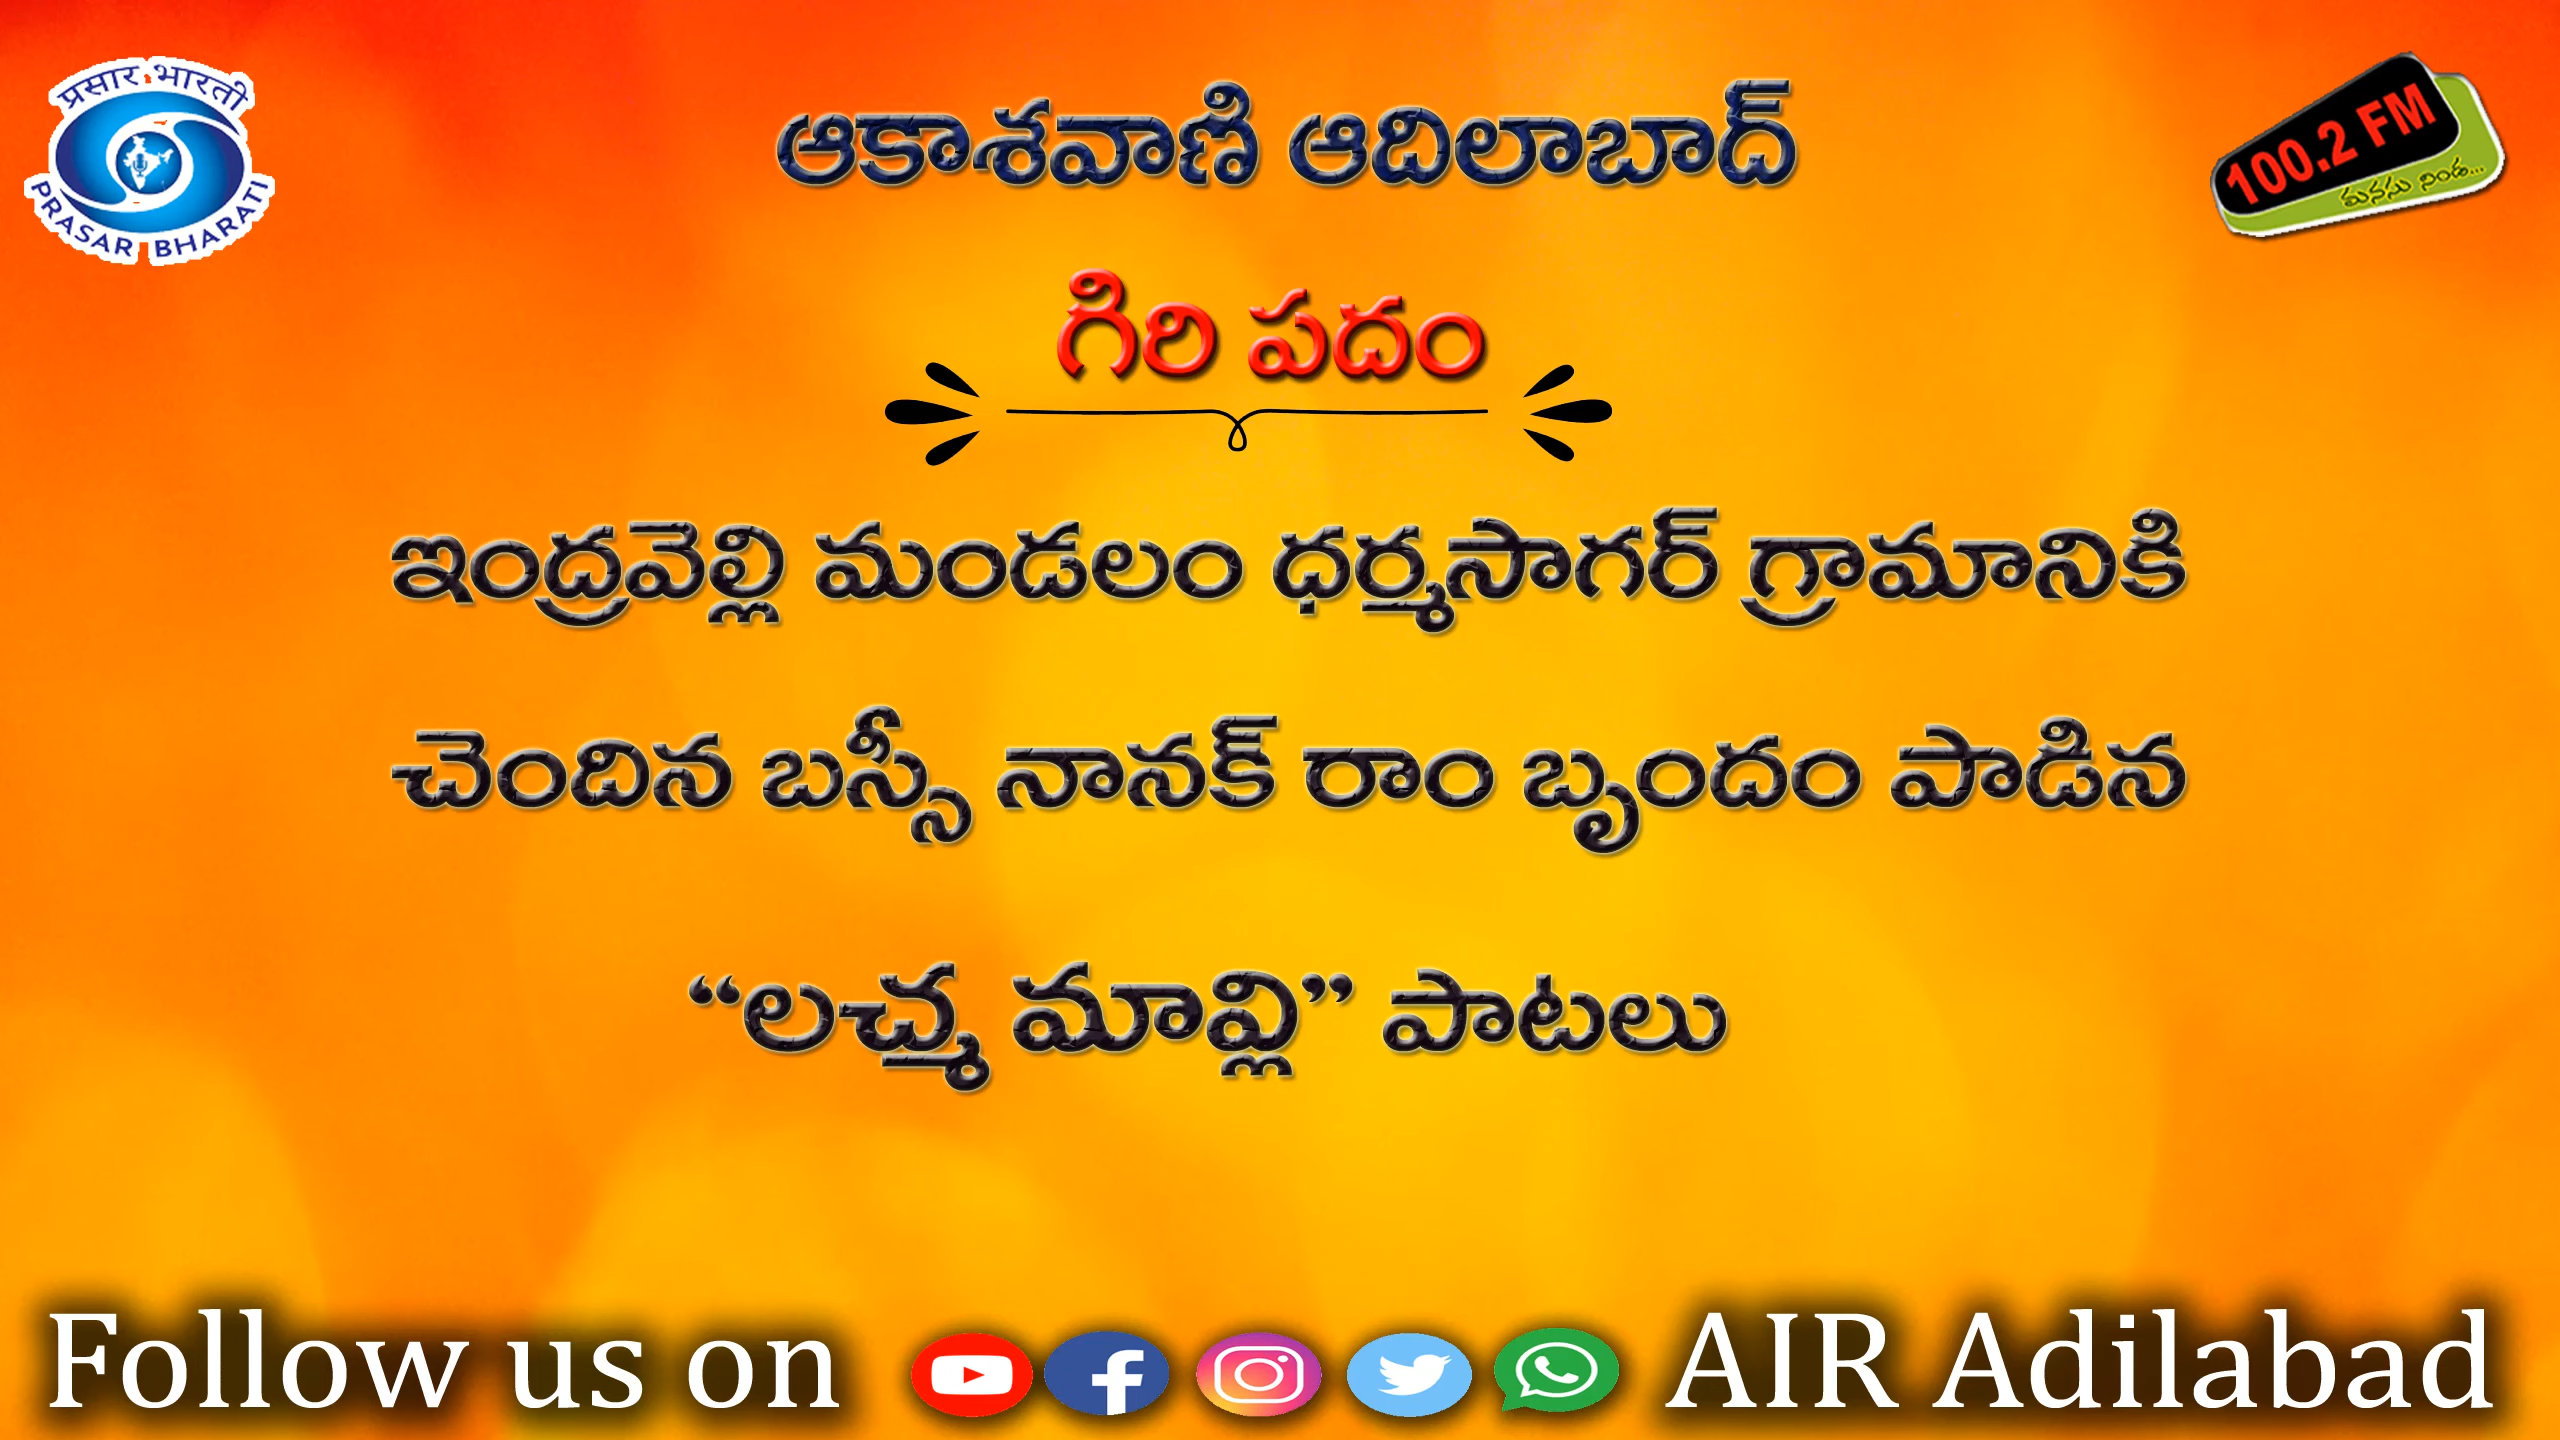 प्रसार भारती
PRASAR BHARATI
ఆకాశవాణి ఆదిలాబాద్
100.2 FM
మనసు నిండా...
గిరి పదం
ఇంద్రవెల్లి మండలం ధర్మసాగర్ గ్రామానికి
చెందిన బస్సీ నానక్ రాం బృందం పాడిన
“లచ్మ మావ్లి” పాటలు
Follow us on AIR Adilabad